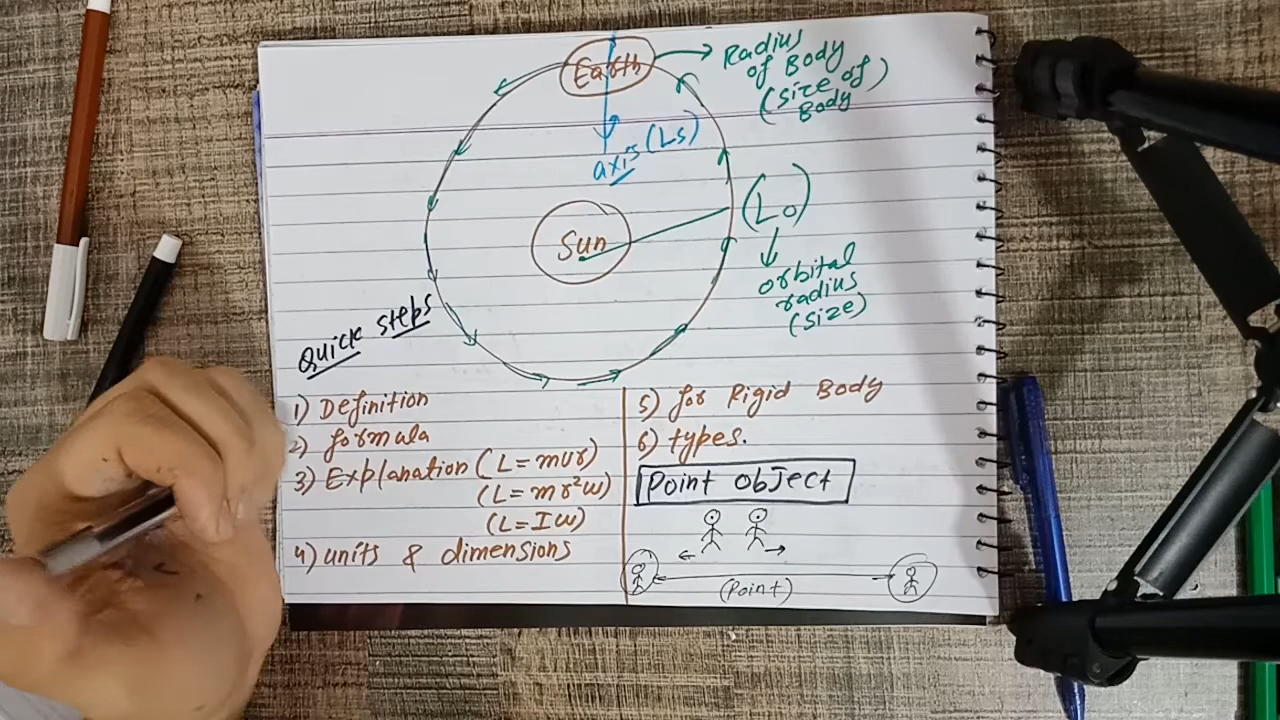 Earth
Radius
of Body
(size of)
Body
axis (Ls)
(Lo)
Sun
orbital
radius
(size)
Quick steps
1) Definition
2) formula
3) Explanation (L=mvr)
(L=mr²ω)
(L=Iω)
4) units & dimensions
5) for Rigid Body
6) types.
Point object
(Point)